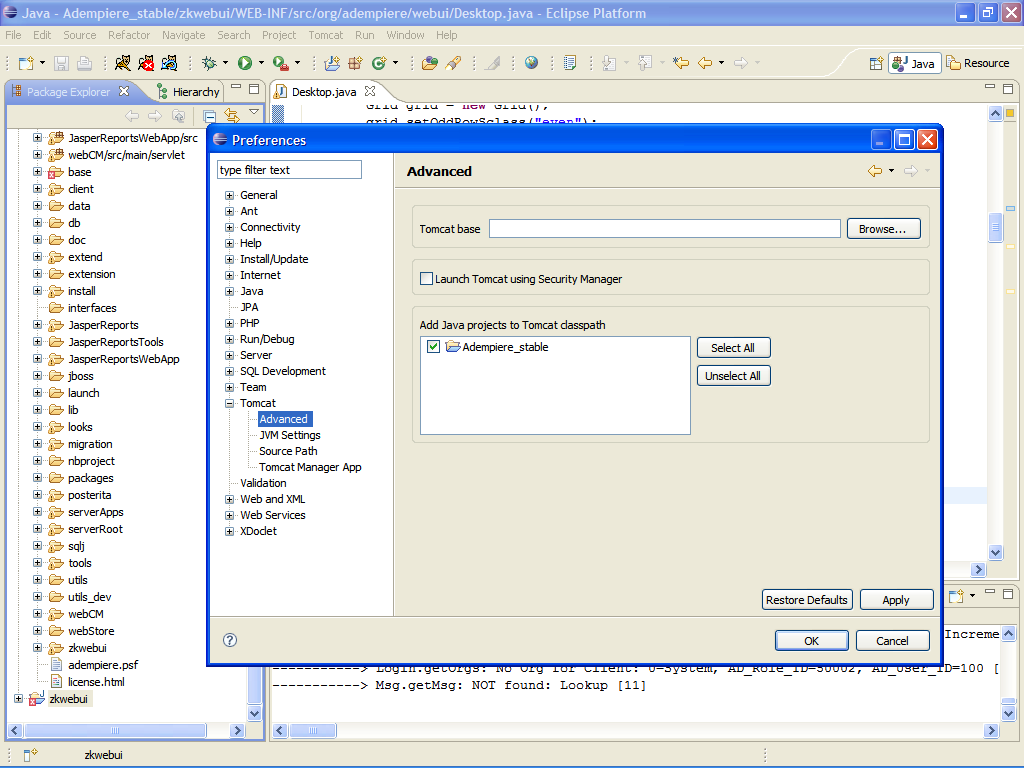 Java - Adempiere_stable/zkwebui/WEB-INF/src/org/adempiere/webui/Desktop.java - Eclipse Platform
File Edit Source Refactor Navigate Search Project Tomcat Run Window Help
Java Resource
Package Explorer Hierarchy
Desktop.java
Grid grid = new Grid();
grid.setOddRowSclass("even");
JasperReportsWebApp/src
webCM/src/main/servlet
base
client
data
db
doc
extend
extension
install
interfaces
JasperReports
JasperReportsTools
JasperReportsWebApp
jboss
launch
lib
looks
migration
nbproject
packages
posterita
serverApps
serverRoot
sqlj
tools
utils
utils_dev
webCM
webStore
zkwebui
adempiere.psf
license.html
zkwebui
Preferences
type filter text
General
Ant
Connectivity
Help
Install/Update
Internet
Java
JPA
PHP
Run/Debug
Server
SQL Development
Team
Tomcat
Advanced
JVM Settings
Source Path
Tomcat Manager App
Validation
Web and XML
Web Services
XDoclet
Advanced
Tomcat base Browse...
Launch Tomcat using Security Manager
Add Java projects to Tomcat classpath
Adempiere_stable
Select All
Unselect All
Restore Defaults Apply
OK Cancel
Increme
-----------> Login.getOrgs: No Org for Client: 0=System, AD_Role_ID=50002, AD_User_ID=100 [
-----------> Msg.getMsg: NOT found: Lookup [11]
zkwebui